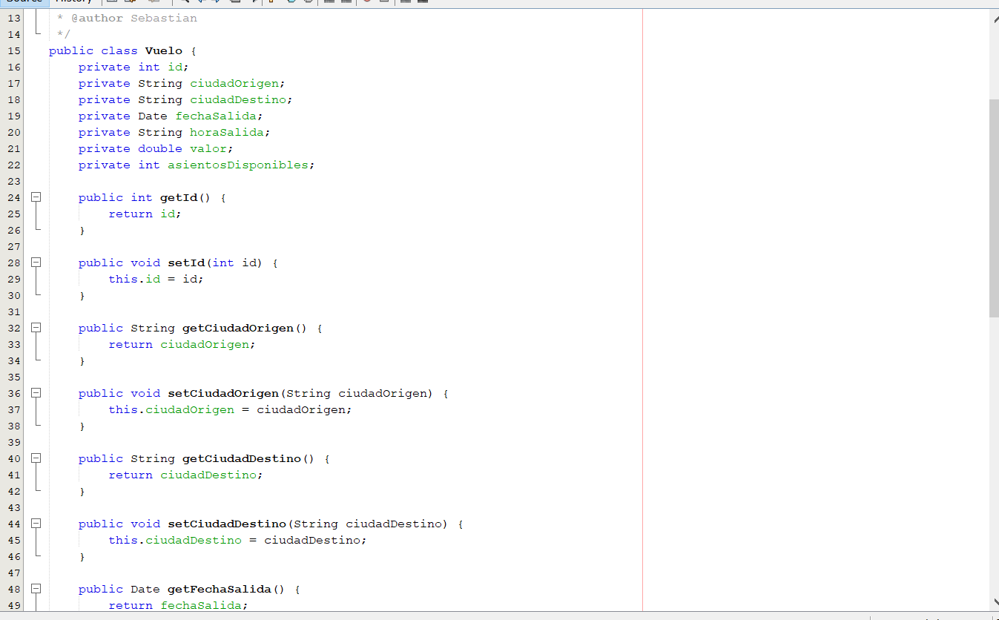 Source History
13 * @author Sebastian
14 */
15 public class Vuelo {
16 private int id;
17 private String ciudadOrigen;
18 private String ciudadDestino;
19 private Date fechaSalida;
20 private String horaSalida;
21 private double valor;
22 private int asientosDisponibles;
23
24 public int getId() {
25 return id;
26 }
27
28 public void setId(int id) {
29 this.id = id;
30 }
31
32 public String getCiudadOrigen() {
33 return ciudadOrigen;
34 }
35
36 public void setCiudadOrigen(String ciudadOrigen) {
37 this.ciudadOrigen = ciudadOrigen;
38 }
39
40 public String getCiudadDestino() {
41 return ciudadDestino;
42 }
43
44 public void setCiudadDestino(String ciudadDestino) {
45 this.ciudadDestino = ciudadDestino;
46 }
47
48 public Date getFechaSalida() {
49 return fechaSalida;